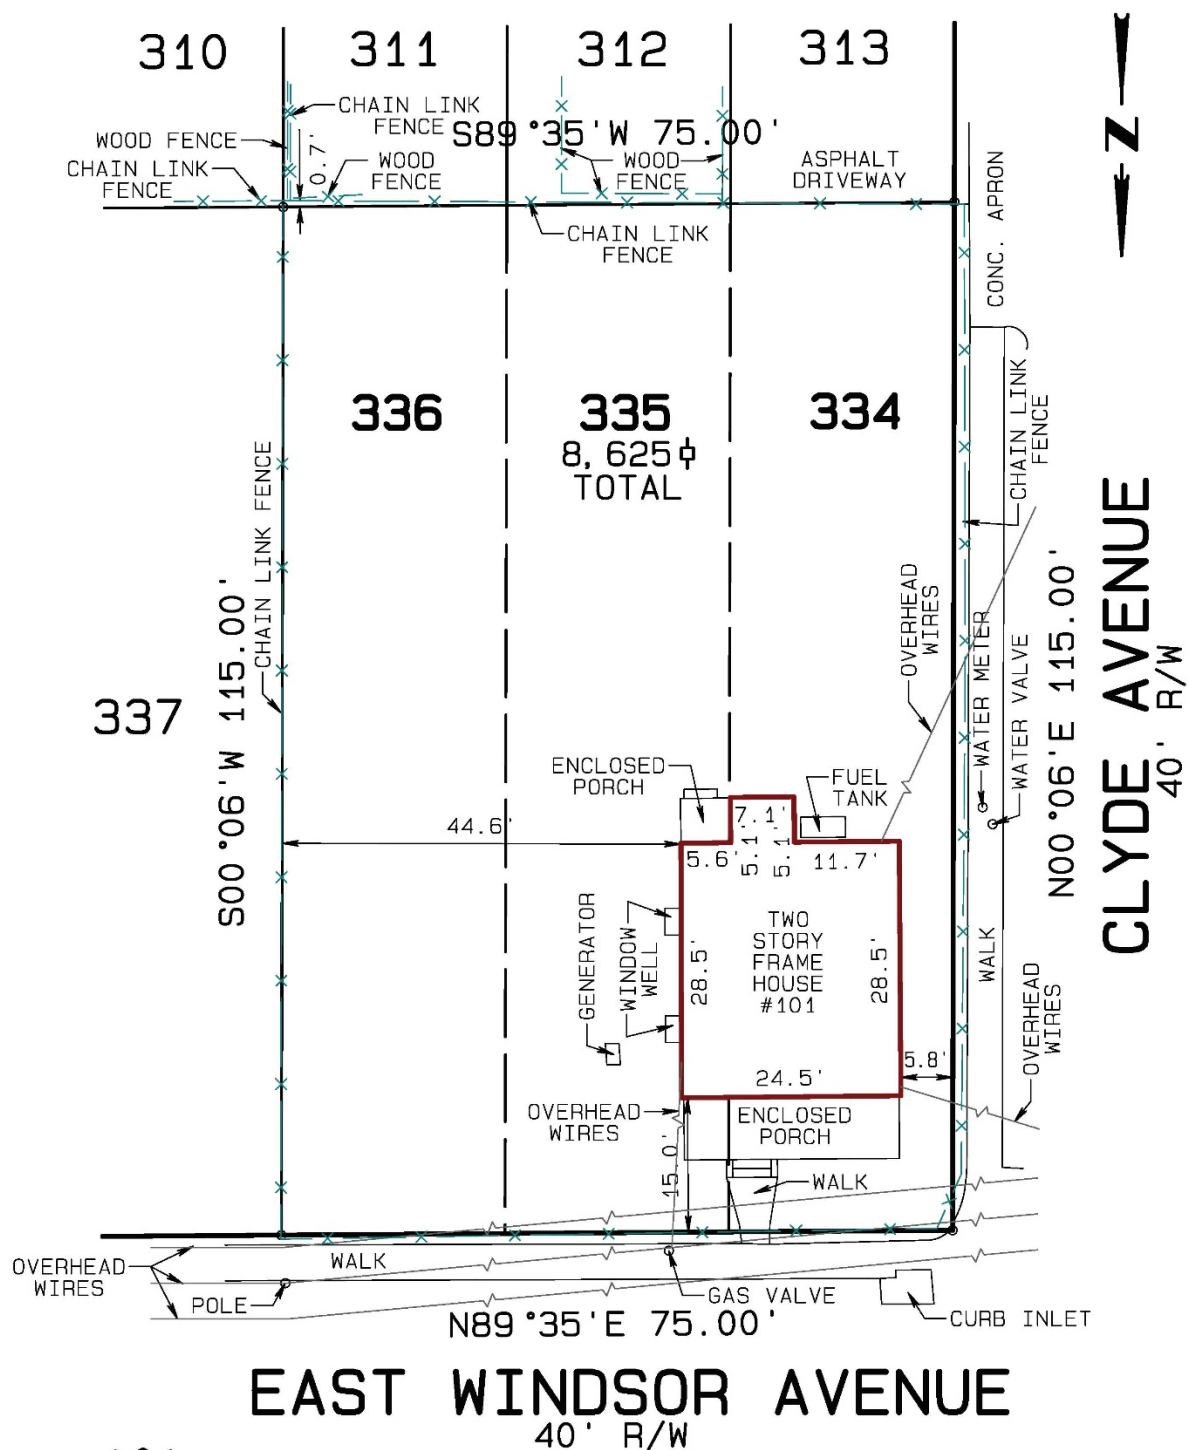 310
311
312
313
CHAIN LINK
FENCE
S89°35'W 75.00'
WOOD FENCE
CHAIN LINK
FENCE
0.7'
WOOD
FENCE
WOOD
FENCE
ASPHALT
DRIVEWAY
CHAIN LINK
FENCE
CONC. APRON
N
336
335
334
8,625
TOTAL
CHAIN LINK
FENCE
CHAIN LINK FENCE
S00°06'W 115.00'
337
OVERHEAD
WIRES
WATER METER
WATER VALVE
N00°06'E 115.00'
CLYDE AVENUE
40' R/W
ENCLOSED
PORCH
FUEL
TANK
44.6'
7.1'
5.6'
5.1'
5.1'
11.7'
GENERATOR
WINDOW
WELL
28.5'
TWO
STORY
FRAME
HOUSE
#101
28.5'
WALK
OVERHEAD
WIRES
24.5'
5.8'
OVERHEAD
WIRES
ENCLOSED
PORCH
15.0'
WALK
OVERHEAD
WIRES
WALK
POLE
GAS VALVE
CURB INLET
N89°35'E 75.00'
EAST WINDSOR AVENUE
40' R/W